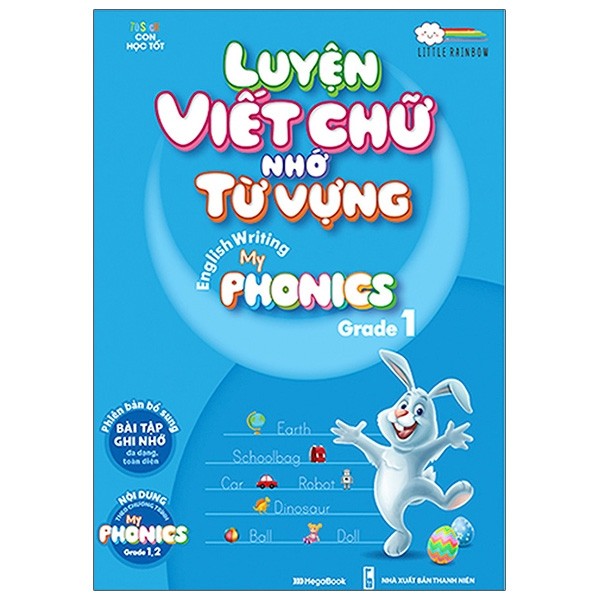 Tủ Sách
CON
HỌC TỐT
LITTLE RAINBOW
LUYỆN
VIẾT CHỮ
NHỚ
TỪ VỰNG
English Writing
My
PHONICS
Grade 1
Phiên bản bổ sung
BÀI TẬP
GHI NHỚ
đa dạng,
toàn diện
Earth
Schoolbag
Car Robot
Dinosaur
Ball Doll
NỘI DUNG
THEO CHƯƠNG TRÌNH
My
PHONICS
Grade 1,2
MegaBook
NHÀ XUẤT BẢN THANH NIÊN